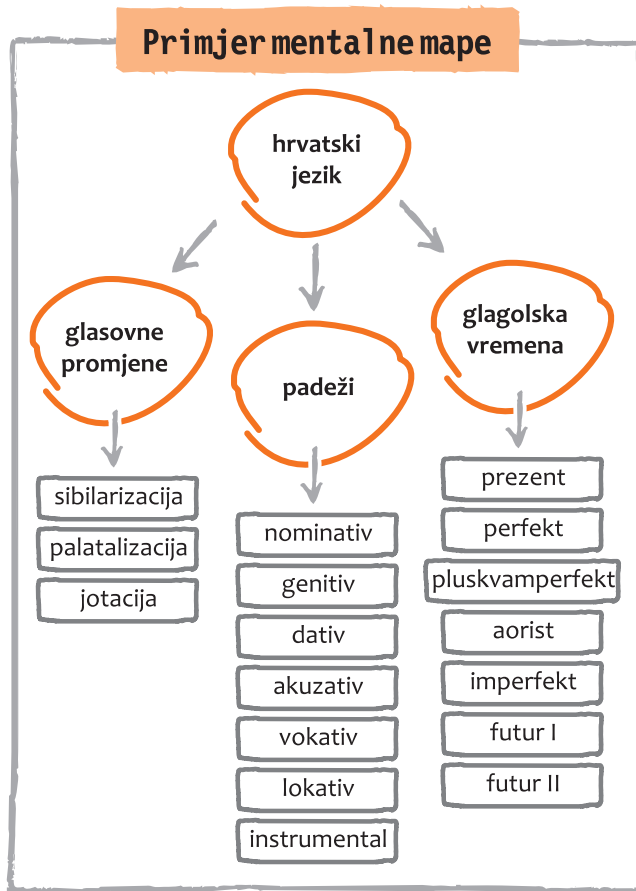 Primjer mentalne mape
hrvatski
jezik
glasovne
promjene
sibilarizacija
palatalizacija
jotacija
padeži
nominativ
genitiv
dativ
akuzativ
vokativ
lokativ
instrumental
glagolska
vremena
prezent
perfekt
pluskvamperfekt
aorist
imperfekt
futur I
futur II